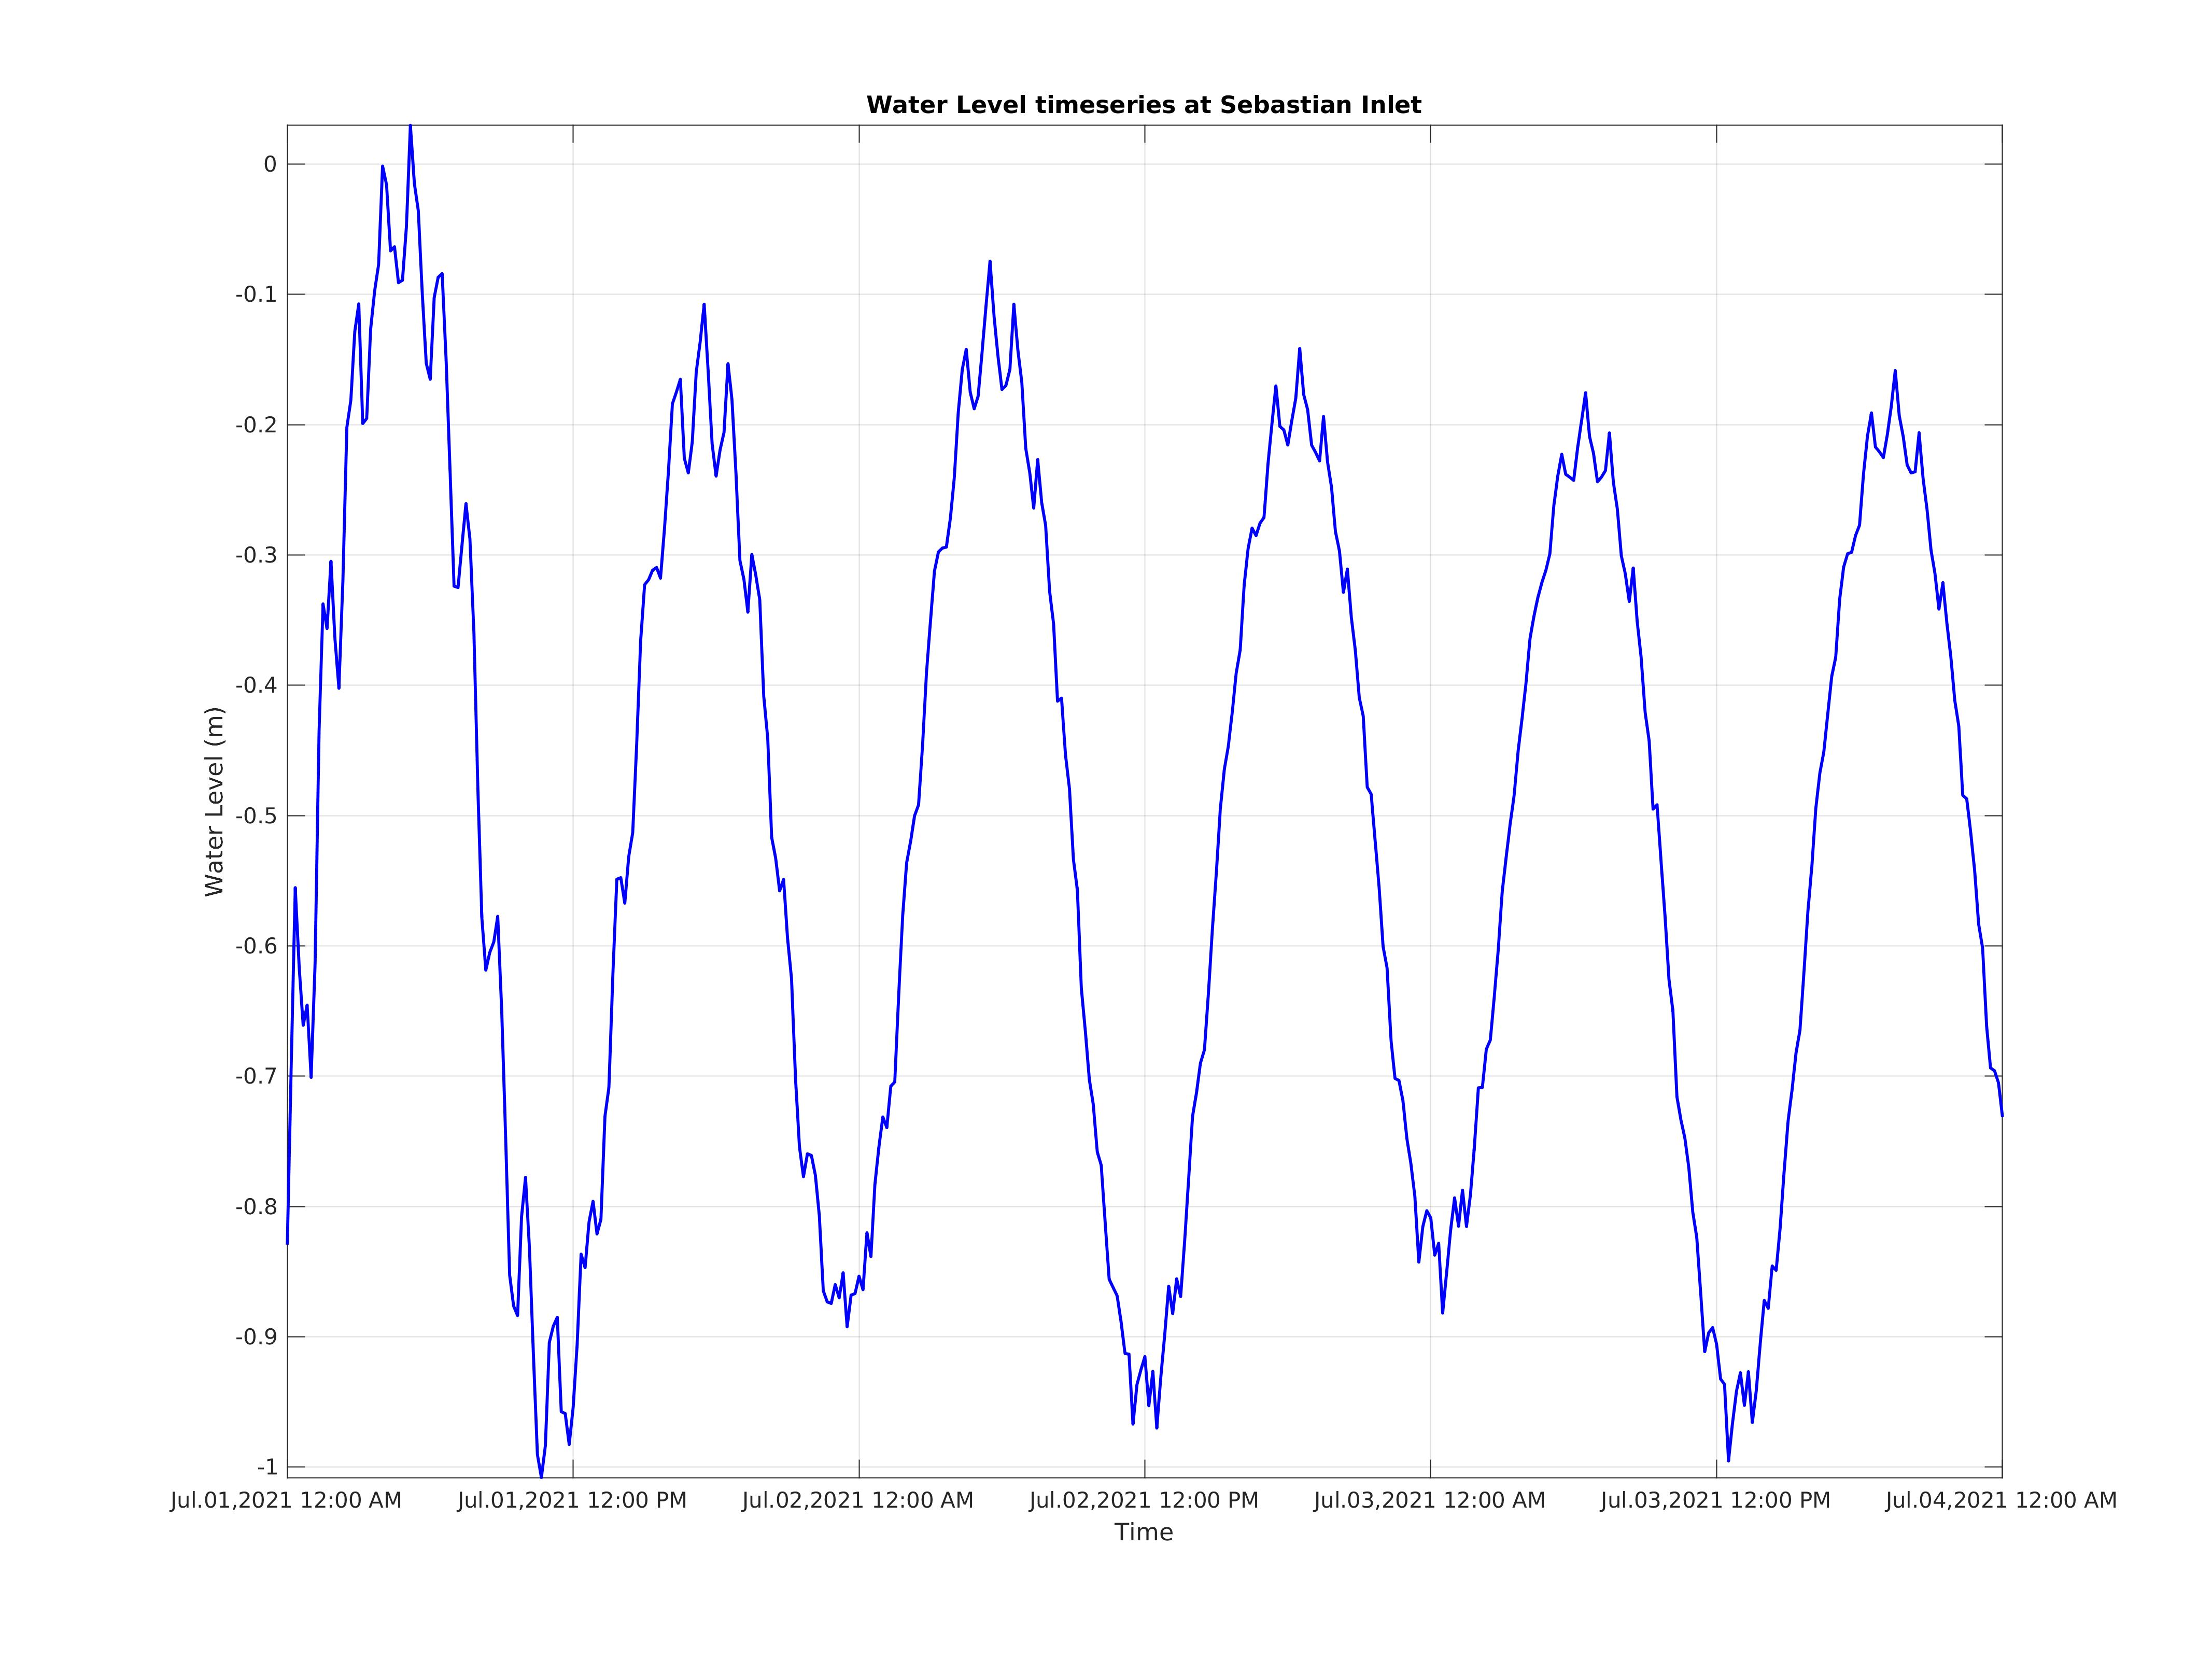 Water Level timeseries at Sebastian Inlet
0
-0.1
-0.2
-0.3
-0.4
-0.5
-0.6
-0.7
-0.8
-0.9
-1
Water Level (m)
Jul.01,2021 12:00 AM
Jul.01,2021 12:00 PM
Jul.02,2021 12:00 AM
Jul.02,2021 12:00 PM
Jul.03,2021 12:00 AM
Jul.03,2021 12:00 PM
Jul.04,2021 12:00 AM
Time